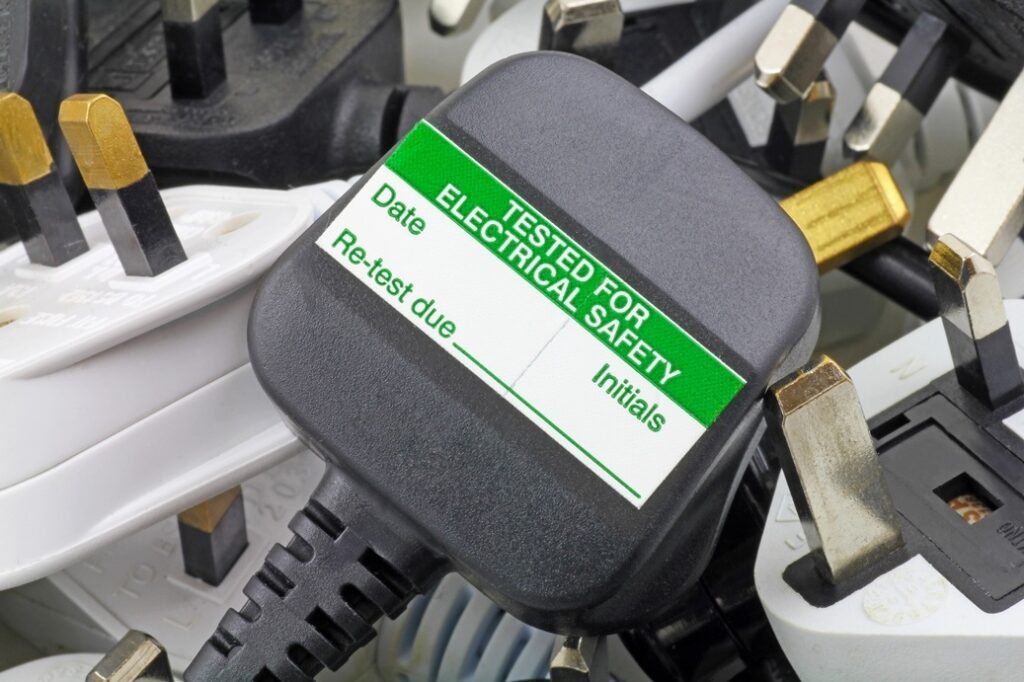 TESTED FOR
ELECTRICAL SAFETY
Date
Initials
Re-test due